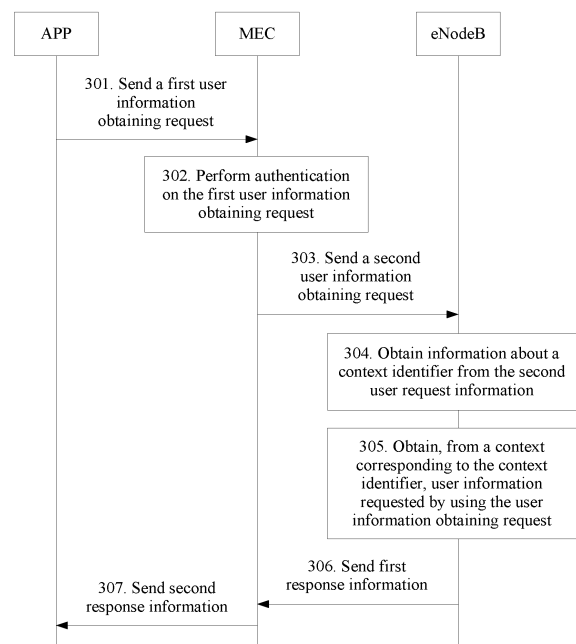 APP
MEC
eNodeB
301. Send a first user
information
obtaining request
302. Perform authentication
on the first user information
obtaining request
303. Send a second
user information
obtaining request
304. Obtain information about a
context identifier from the second
user request information
305. Obtain, from a context
corresponding to the context
identifier, user information
requested by using the user
information obtaining request
306. Send first
response information
307. Send second
response information